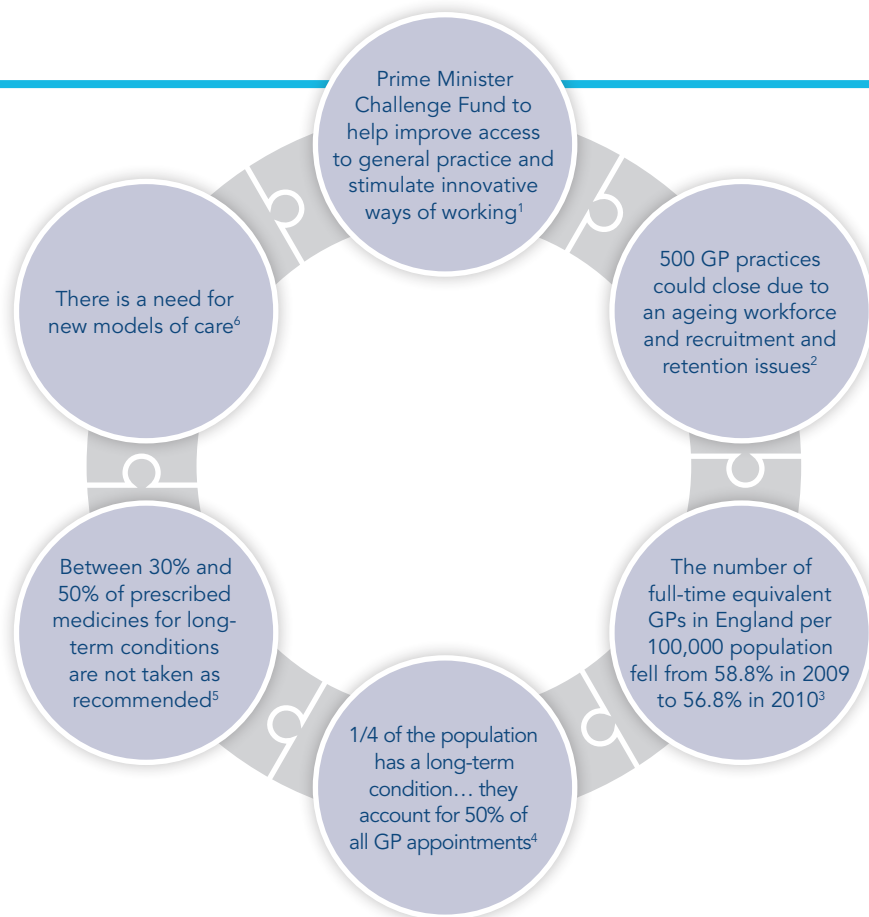 Prime Minister
Challenge Fund to
help improve access
to general practice and
stimulate innovative
ways of working¹
500 GP practices
could close due to
an ageing workforce
and recruitment and
retention issues²
The number of
full-time equivalent
GPs in England per
100,000 population
fell from 58.8% in 2009
to 56.8% in 2010³
1/4 of the population
has a long-term
condition… they
account for 50% of
all GP appointments⁴
Between 30% and
50% of prescribed
medicines for long-
term conditions
are not taken as
recommended⁵
There is a need for
new models of care⁶